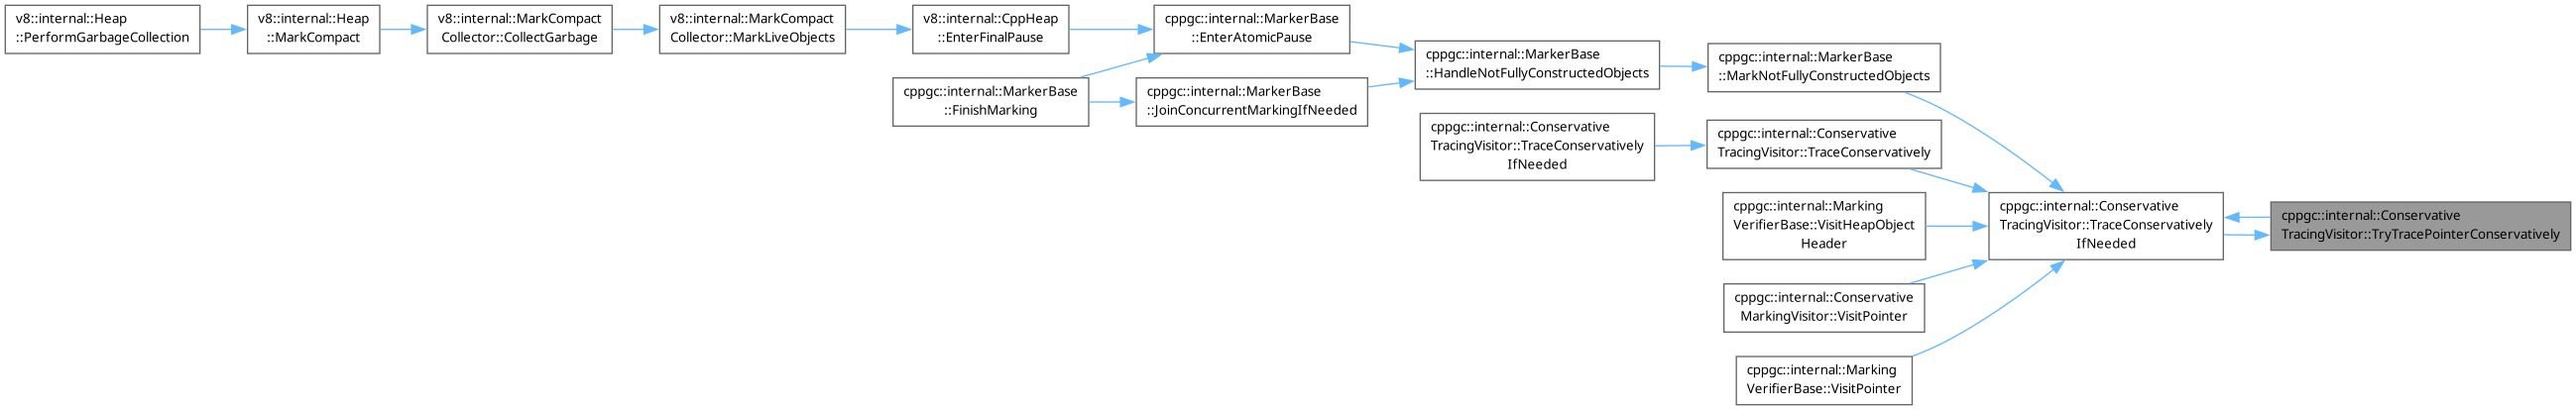 v8::internal::Heap
::PerformGarbageCollection
v8::internal::Heap
::MarkCompact
v8::internal::MarkCompact
Collector::CollectGarbage
v8::internal::MarkCompact
Collector::MarkLiveObjects
v8::internal::CppHeap
::EnterFinalPause
cppgc::internal::MarkerBase
::EnterAtomicPause
cppgc::internal::MarkerBase
::FinishMarking
cppgc::internal::MarkerBase
::JoinConcurrentMarkingIfNeeded
cppgc::internal::MarkerBase
::HandleNotFullyConstructedObjects
cppgc::internal::MarkerBase
::MarkNotFullyConstructedObjects
cppgc::internal::Conservative
TracingVisitor::TraceConservatively
IfNeeded
cppgc::internal::Conservative
TracingVisitor::TraceConservatively
cppgc::internal::Marking
VerifierBase::VisitHeapObject
Header
cppgc::internal::Conservative
MarkingVisitor::VisitPointer
cppgc::internal::Marking
VerifierBase::VisitPointer
cppgc::internal::Conservative
TracingVisitor::TraceConservatively
IfNeeded
cppgc::internal::Conservative
TracingVisitor::TryTracePointerConservatively